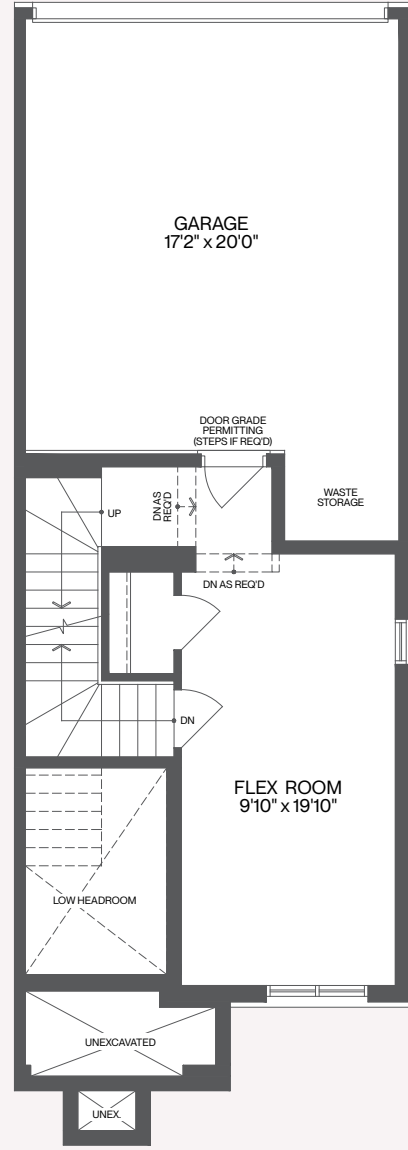 GARAGE
17'2" x 20'0"
DOOR GRADE
PERMITTING
(STEPS IF REQ'D)
WASTE
STORAGE
UP
DN AS
REQ'D
DN AS REQ'D
DN
FLEX ROOM
9'10" x 19'10"
LOW HEADROOM
UNEXCAVATED
UNEX.